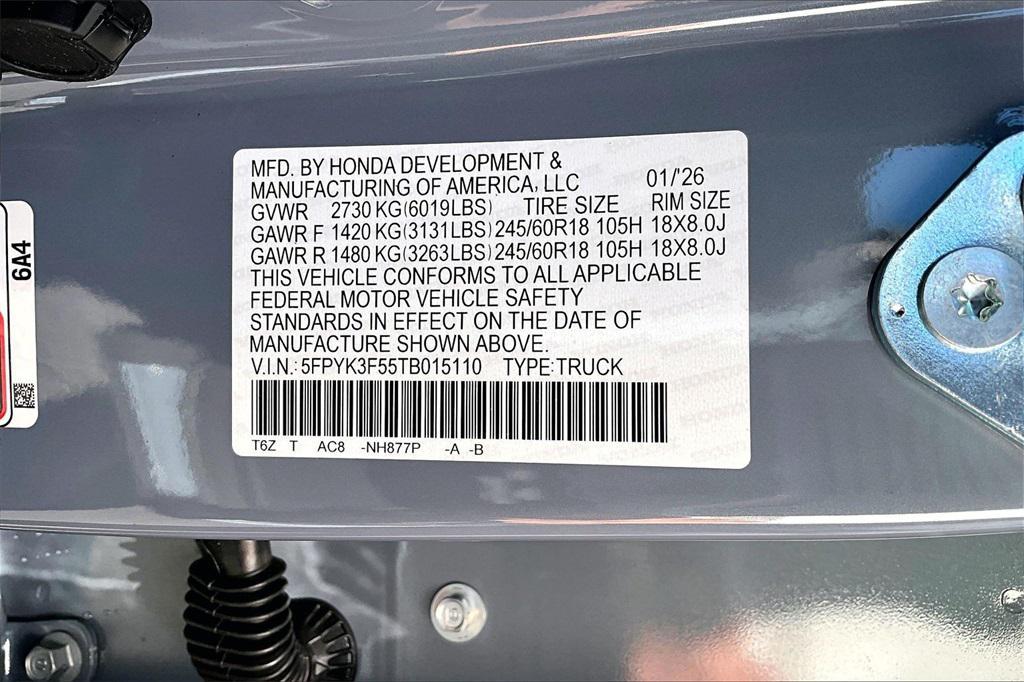 MFD. BY HONDA DEVELOPMENT &
MANUFACTURING OF AMERICA, LLC 01/'26
GVWR 2730 KG(6019LBS) TIRE SIZE RIM SIZE
GAWR F 1420 KG(3131LBS) 245/60R18 105H 18X8.0J
GAWR R 1480 KG(3263LBS) 245/60R18 105H 18X8.0J
THIS VEHICLE CONFORMS TO ALL APPLICABLE
FEDERAL MOTOR VEHICLE SAFETY
STANDARDS IN EFFECT ON THE DATE OF
MANUFACTURE SHOWN ABOVE.
V.I.N.: 5FPYK3F55TB015110 TYPE:TRUCK
T6Z T AC8 -NH877P -A -B
6A4